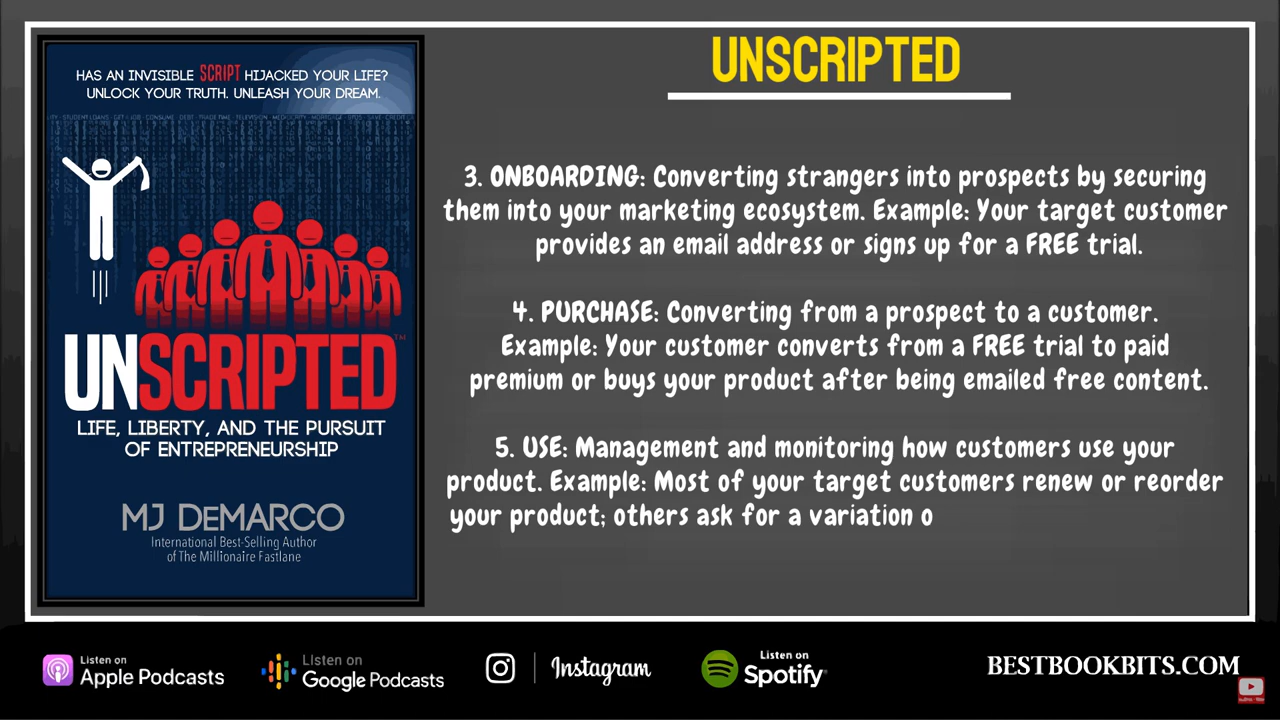 HAS AN INVISIBLE SCRIPT HIJACKED YOUR LIFE?
UNLOCK YOUR TRUTH. UNLEASH YOUR DREAM.
UNSCRIPTED™
LIFE, LIBERTY, AND THE PURSUIT
OF ENTREPRENEURSHIP
MJ DEMARCO
International Best-Selling Author
of The Millionaire Fastlane
UNSCRIPTED
3. ONBOARDING: Converting strangers into prospects by securing
them into your marketing ecosystem. Example: Your target customer
provides an email address or signs up for a FREE trial.
4. PURCHASE: Converting from a prospect to a customer.
Example: Your customer converts from a FREE trial to paid
premium or buys your product after being emailed free content.
5. USE: Management and monitoring how customers use your
product. Example: Most of your target customers renew or reorder
your product; others ask for a variation o
Listen on
Apple Podcasts
Listen on
Google Podcasts
Instagram
Listen on
Spotify
BESTBOOKBITS.COM